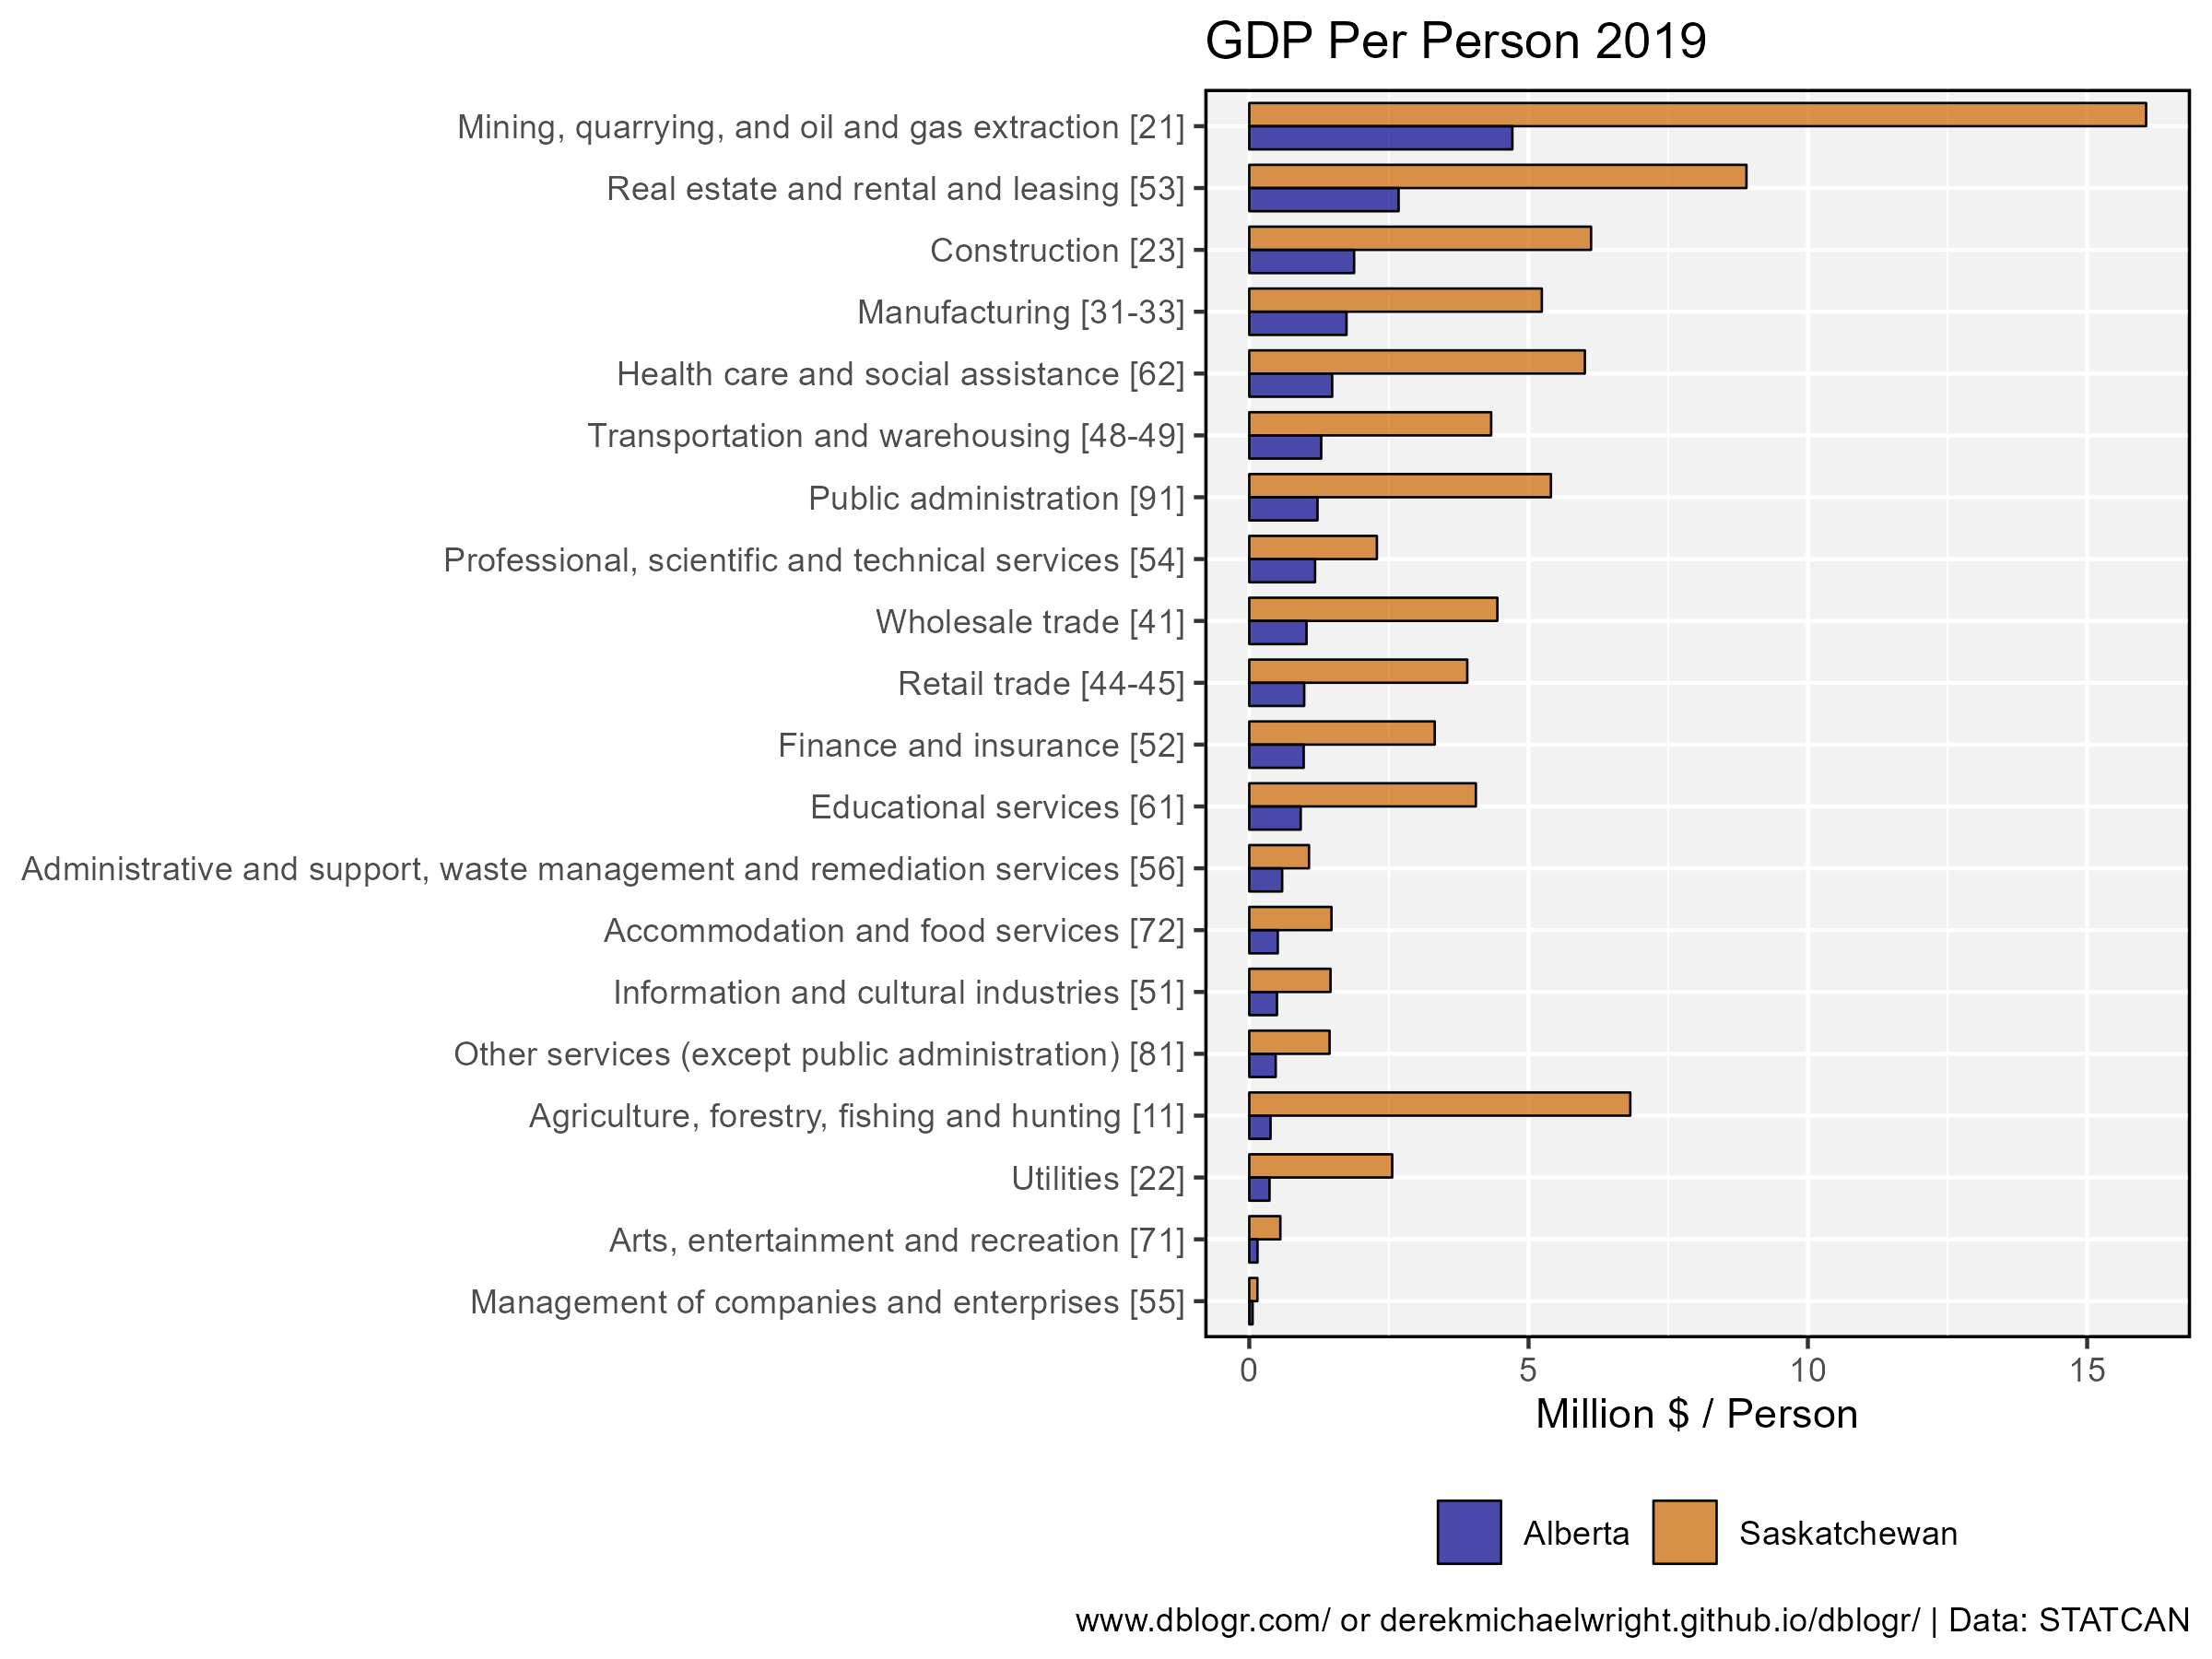 GDP Per Person 2019
Mining, quarrying, and oil and gas extraction [21]
Real estate and rental and leasing [53]
Construction [23]
Manufacturing [31-33]
Health care and social assistance [62]
Transportation and warehousing [48-49]
Public administration [91]
Professional, scientific and technical services [54]
Wholesale trade [41]
Retail trade [44-45]
Finance and insurance [52]
Educational services [61]
Administrative and support, waste management and remediation services [56]
Accommodation and food services [72]
Information and cultural industries [51]
Other services (except public administration) [81]
Agriculture, forestry, fishing and hunting [11]
Utilities [22]
Arts, entertainment and recreation [71]
Management of companies and enterprises [55]
0 5 10 15
Million $ / Person
Alberta Saskatchewan
www.dblogr.com/ or derekmichaelwright.github.io/dblogr/ | Data: STATCAN